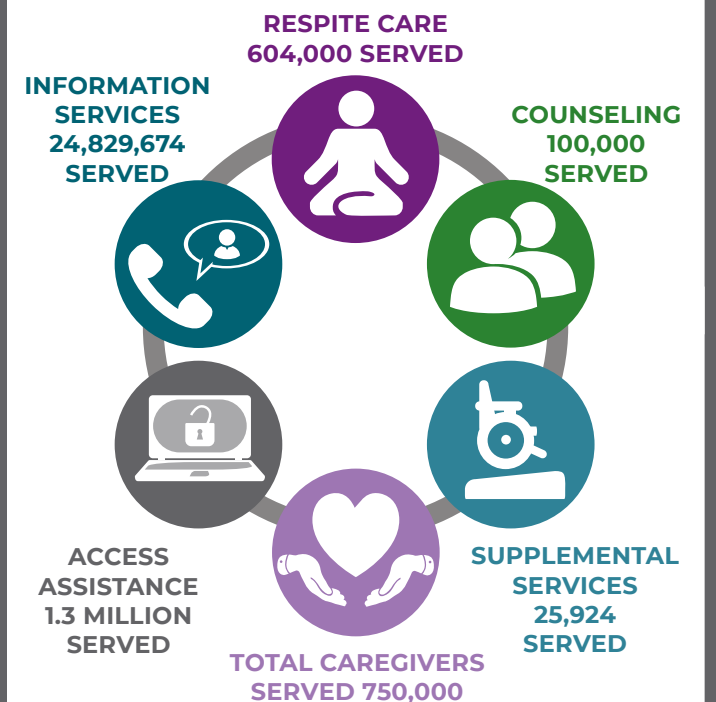 RESPITE CARE
604,000 SERVED
INFORMATION
SERVICES
24,829,674
SERVED
COUNSELING
100,000
SERVED
ACCESS
ASSISTANCE
1.3 MILLION
SERVED
SUPPLEMENTAL
SERVICES
25,924
SERVED
TOTAL CAREGIVERS
SERVED 750,000